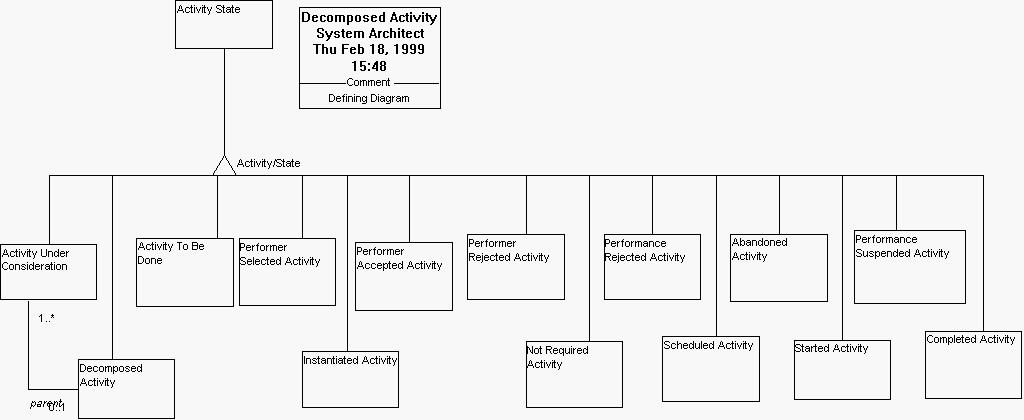 Activity State
Decomposed Activity
System Architect
Thu Feb 18, 1999
15:48
Comment
Defining Diagram
Activity/State
Activity Under
Consideration
Activity To Be
Done
Performer
Selected Activity
Performer
Accepted Activity
Performer
Rejected Activity
Performance
Rejected Activity
Abandoned
Activity
Performance
Suspended Activity
1..*
Decomposed
Activity
Instantiated Activity
Not Required
Activity
Scheduled Activity
Started Activity
Completed Activity
parent
0..1